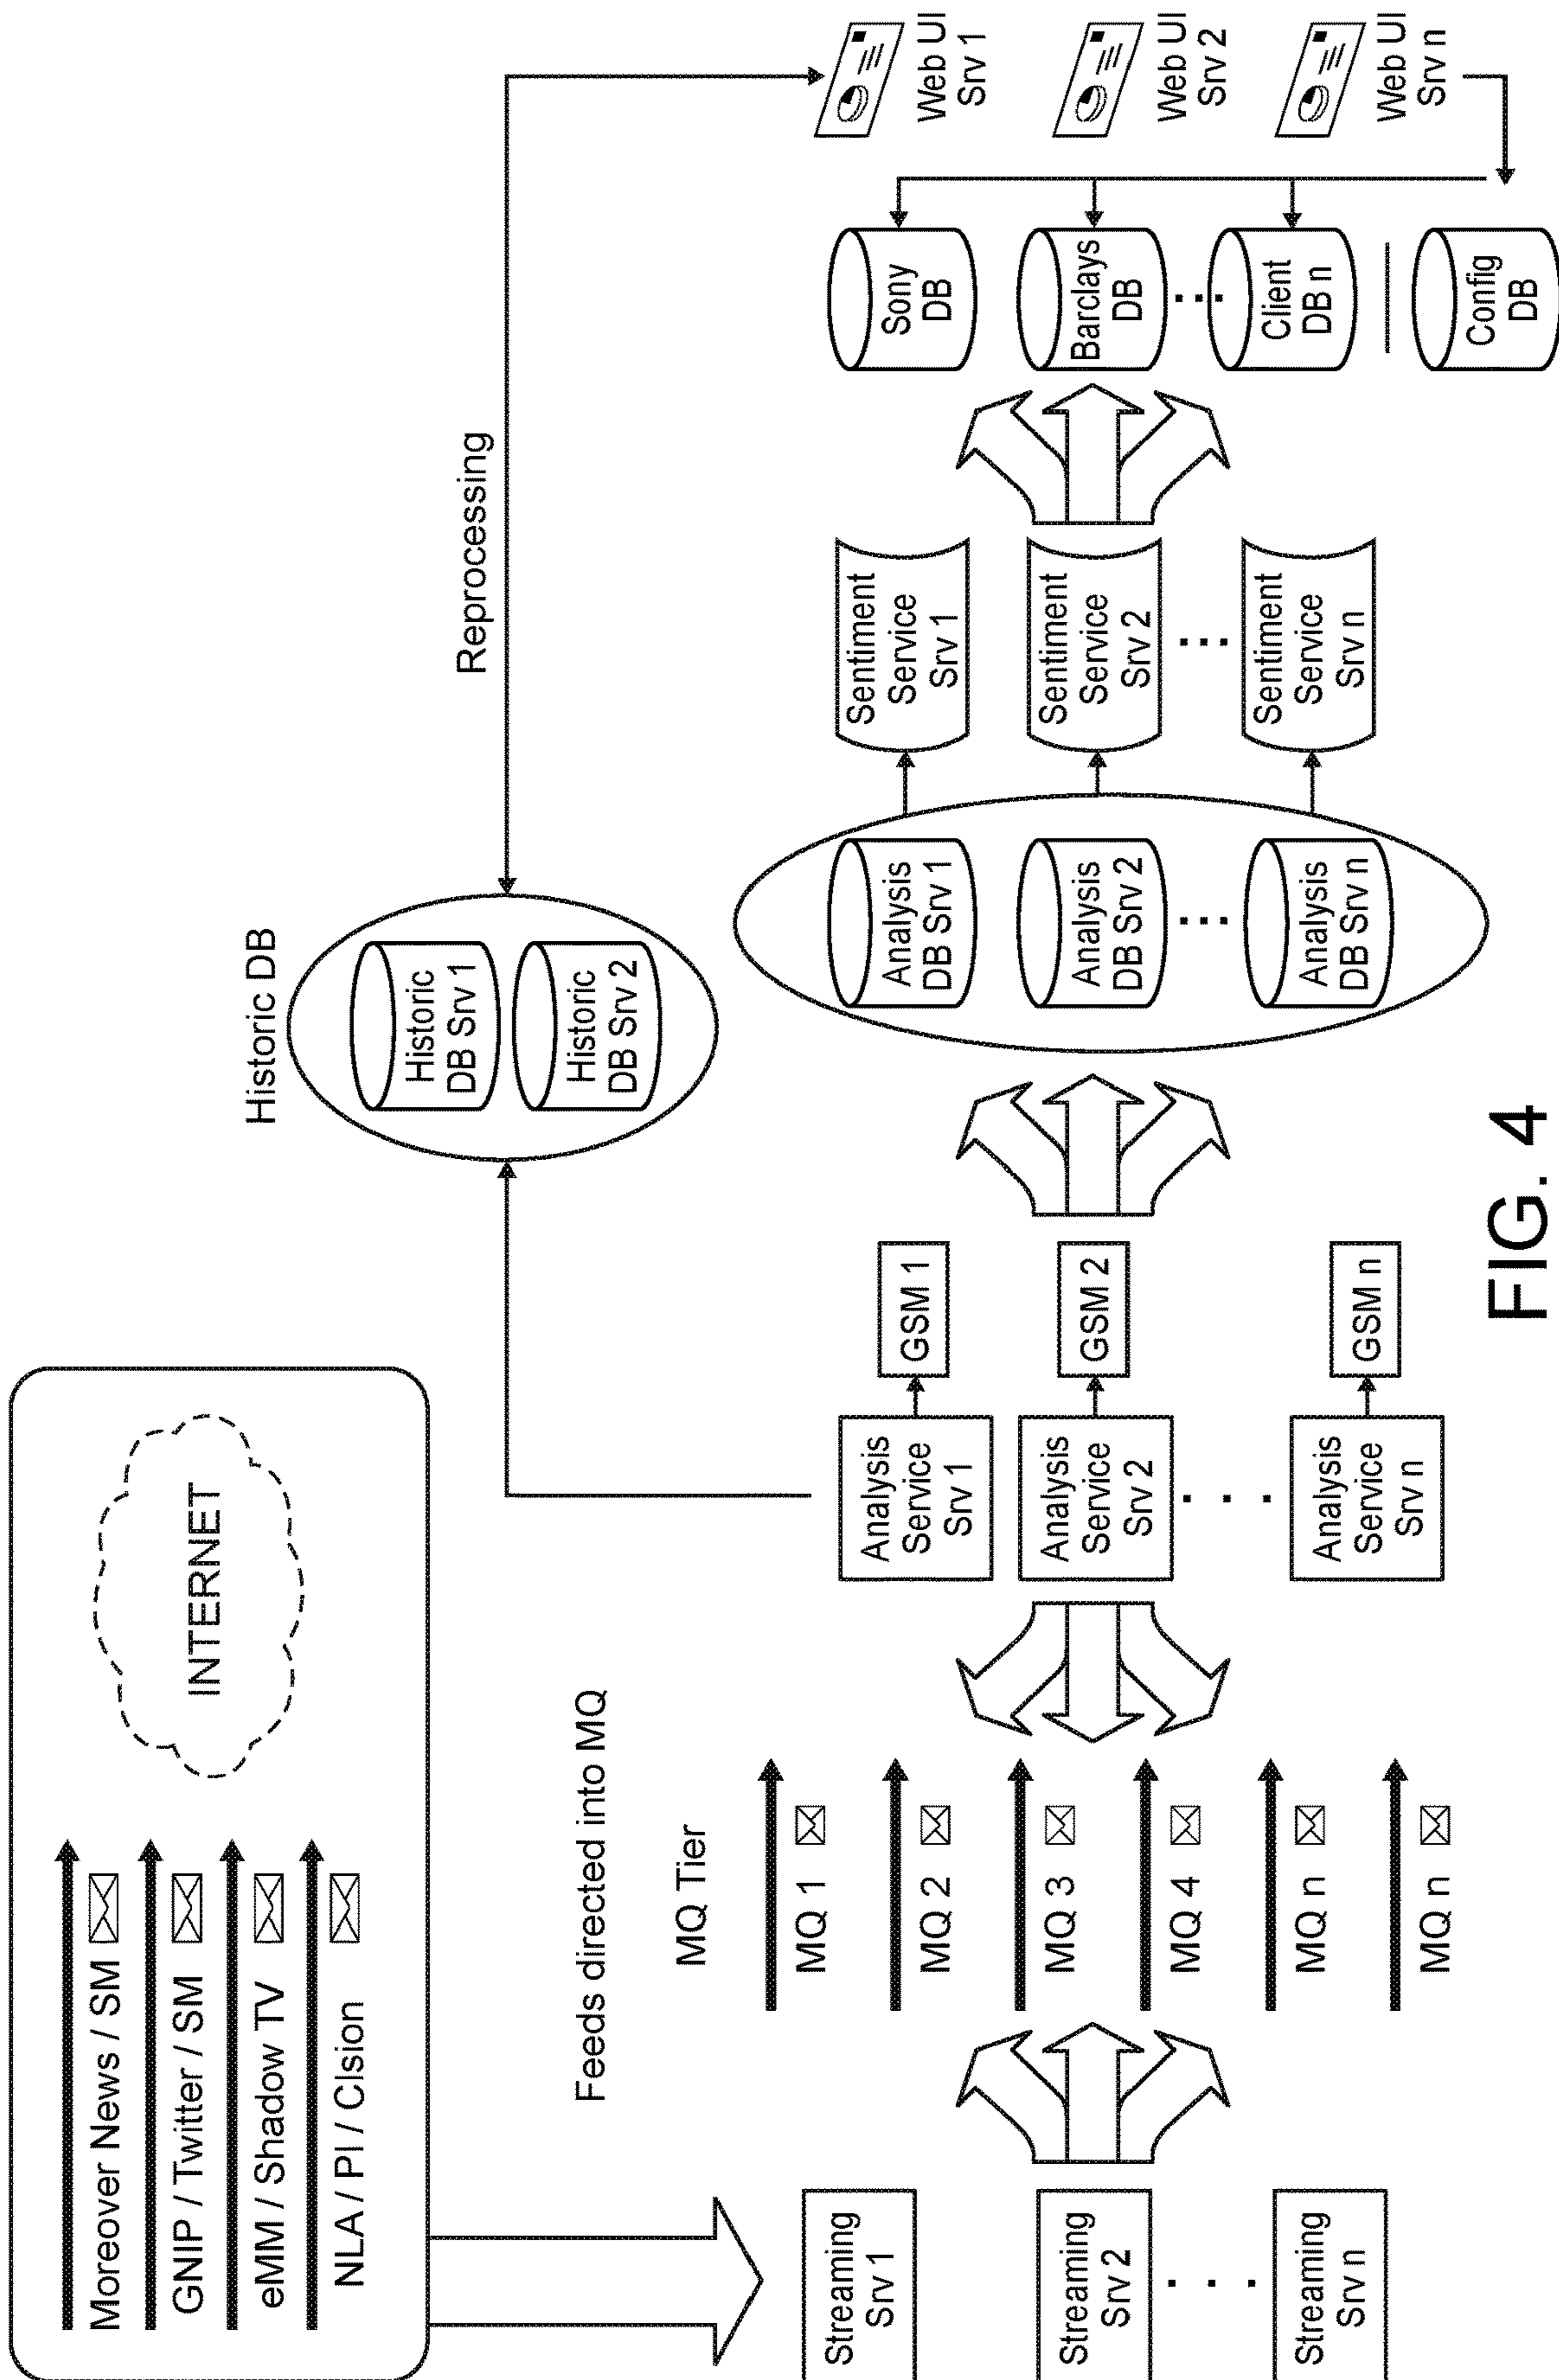 Moreover News / SM
GNIP / Twitter / SM
eMM / Shadow TV
NLA / PI / CIsion
INTERNET
Feeds directed into MQ
Historic DB
Historic
DB Srv 1
Historic
DB Srv 2
Reprocessing
Streaming
Srv 1
Streaming
Srv 2
. . .
Streaming
Srv n
MQ Tier
MQ 1
MQ 2
MQ 3
MQ 4
MQ n
MQ n
Analysis
Service
Srv 1
Analysis
Service
Srv 2
. . .
Analysis
Service
Srv n
GSM 1
GSM 2
GSM n
Analysis
DB Srv 1
Analysis
DB Srv 2
...
Analysis
DB Srv n
Sentiment
Service
Srv 1
Sentiment
Service
Srv 2
...
Sentiment
Service
Srv n
Sony
DB
Barclays
DB
...
Client
DB n
Config
DB
Web UI
Srv 1
Web UI
Srv 2
Web UI
Srv n
FIG. 4